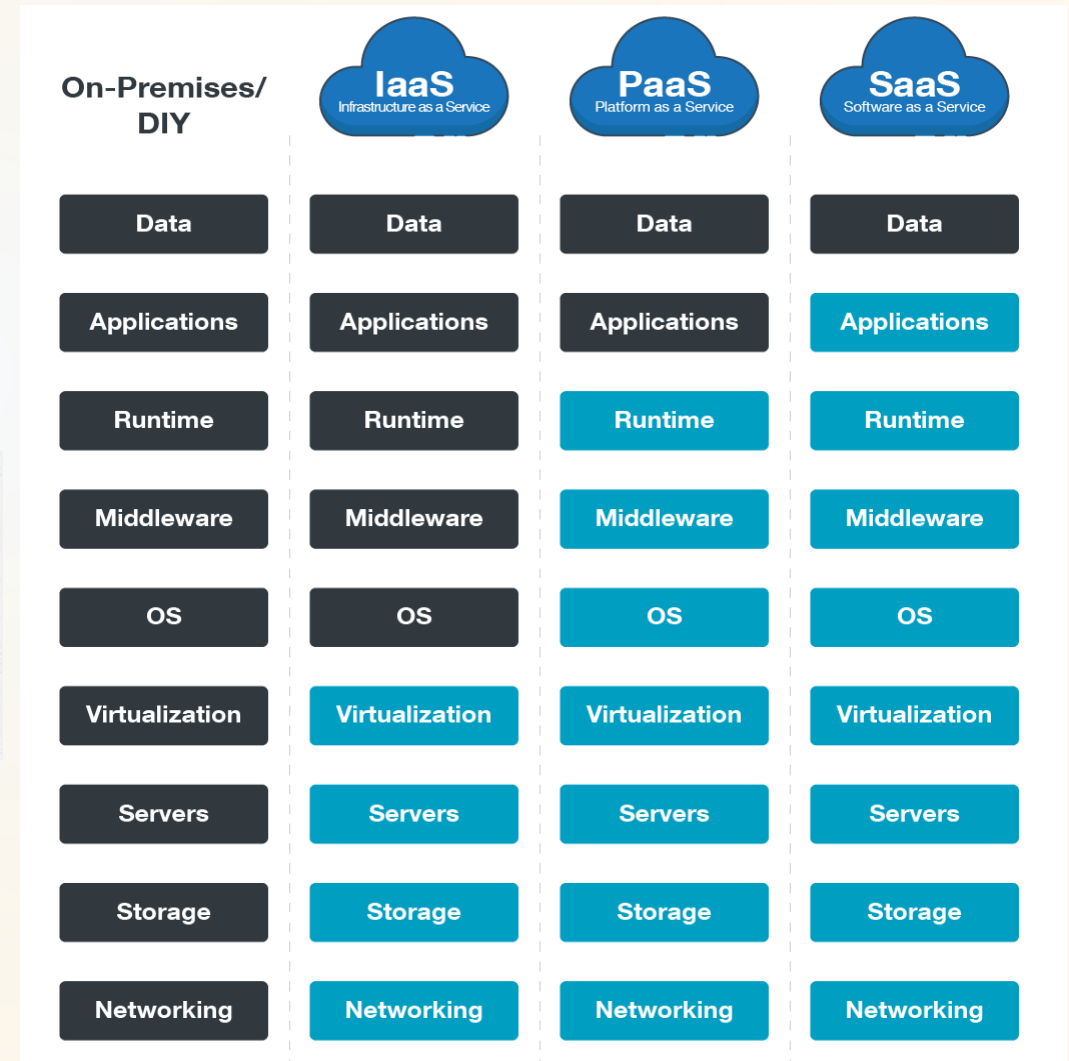 On-Premises/
DIY
IaaS
Infrastructure as a Service
PaaS
Platform as a Service
SaaS
Software as a Service
Data
Data
Data
Data
Applications
Applications
Applications
Applications
Runtime
Runtime
Runtime
Runtime
Middleware
Middleware
Middleware
Middleware
OS
OS
OS
OS
Virtualization
Virtualization
Virtualization
Virtualization
Servers
Servers
Servers
Servers
Storage
Storage
Storage
Storage
Networking
Networking
Networking
Networking